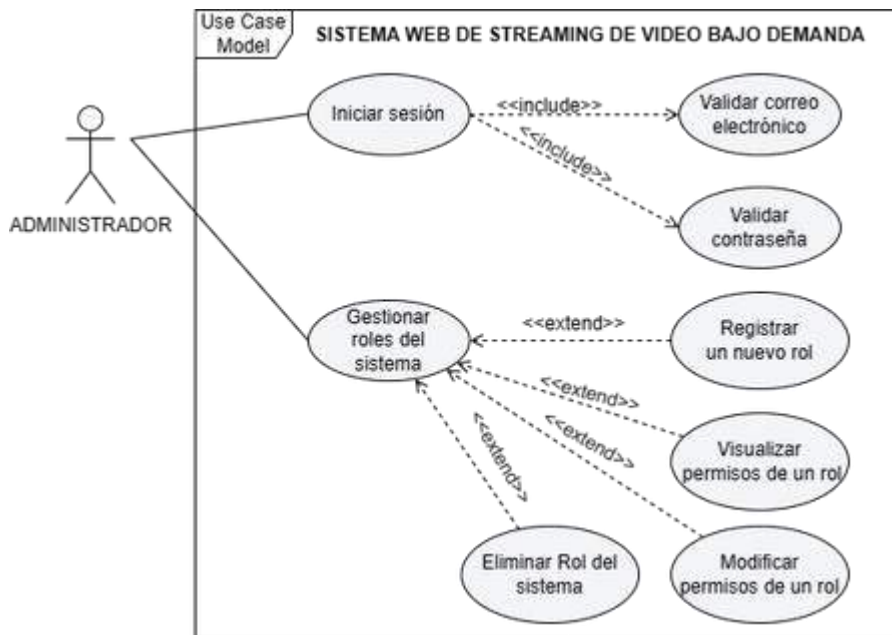 Use Case
Model
SISTEMA WEB DE STREAMING DE VIDEO BAJO DEMANDA
ADMINISTRADOR
Iniciar sesión
<<include>>
Validar correo
electrónico
<<include>>
Validar
contraseña
Gestionar
roles del
sistema
<<extend>>
Registrar
un nuevo rol
<<extend>>
Visualizar
permisos de un rol
<<extend>>
Modificar
permisos de un rol
<<extend>>
Eliminar Rol del
sistema